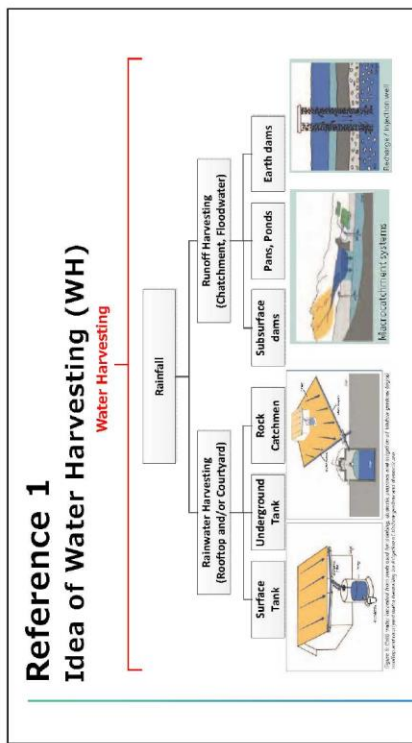 Reference 1
Idea of Water Harvesting (WH)
Water Harvesting
Rainfall
Rainwater Harvesting
(Rooftop and/or Courtyard)
Runoff Harvesting
(Chatchment, Floodwater)
Surface
Tank
Underground
Tank
Rock
Catchmen
Subsurface
dams
Pans, Ponds
Earth dams
Macrocatchment systems
Recharge / Injection well